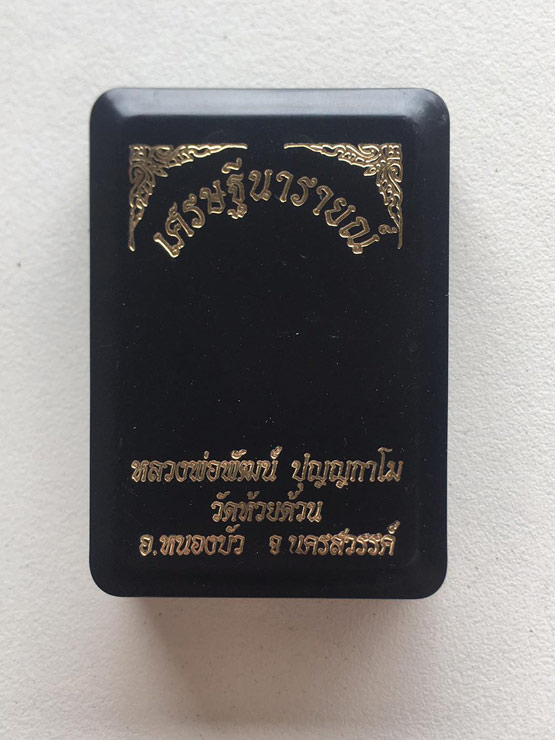 เศรษฐีนารายณ์
หลวงพ่อพัฒน์ ปุญญกาโม
วัดห้วยด้วน
อ.หนองบัว จ นครสวรรค์